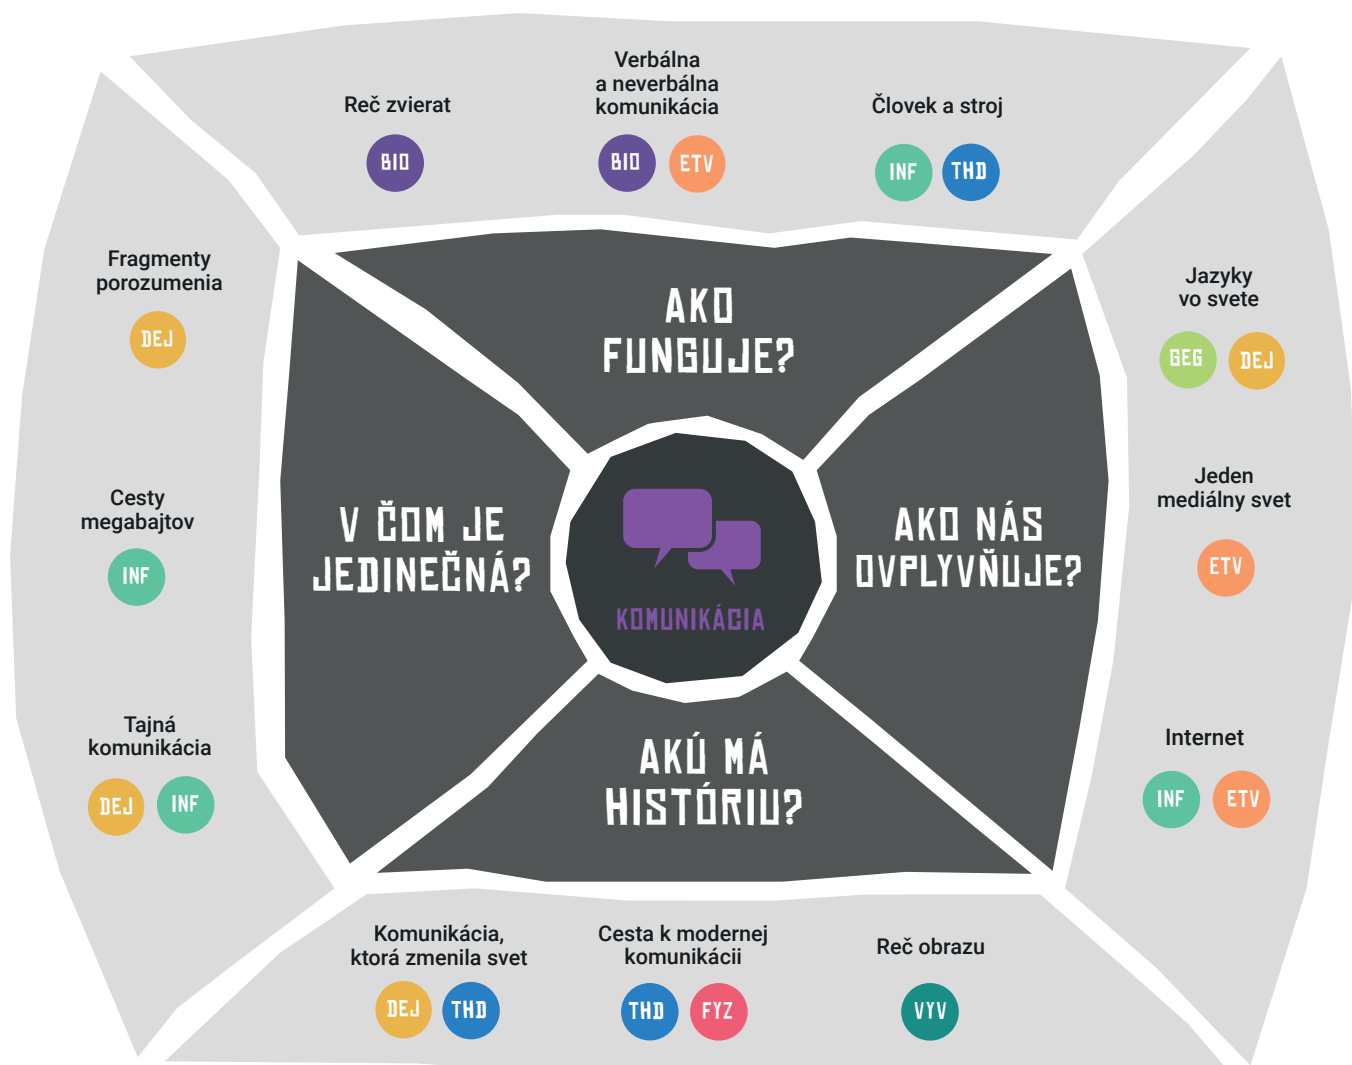 Reč zvierat
BIO
Verbálna
a neverbálna
komunikácia
BIO ETV
Človek a stroj
INF THD
Fragmenty
porozumenia
DEJ
Cesty
megabajtov
INF
Tajná
komunikácia
DEJ INF
AKO
FUNGUJE?
V ČOM JE
JEDINEČNÁ?
KOMUNIKÁCIA
AKO NÁS
OVPLYVŇUJE?
AKÚ MÁ
HISTÓRIU?
Jazyky
vo svete
GEG DEJ
Jeden
mediálny svet
ETV
Internet
INF ETV
Komunikácia,
ktorá zmenila svet
DEJ THD
Cesta k modernej
komunikácii
THD FYZ
Reč obrazu
VYV